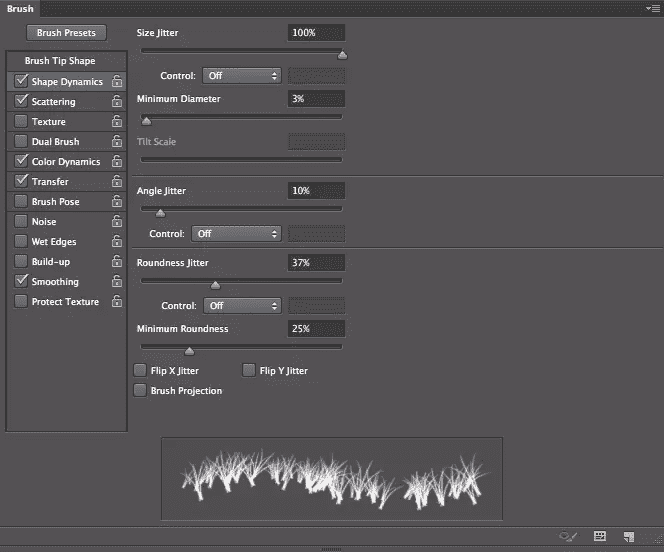 Brush
Brush Presets
Brush Tip Shape
Shape Dynamics
Scattering
Texture
Dual Brush
Color Dynamics
Transfer
Brush Pose
Noise
Wet Edges
Build-up
Smoothing
Protect Texture
Size Jitter 100%
Control: Off
Minimum Diameter 3%
Tilt Scale
Angle Jitter 10%
Control: Off
Roundness Jitter 37%
Control: Off
Minimum Roundness 25%
Flip X Jitter Flip Y Jitter
Brush Projection